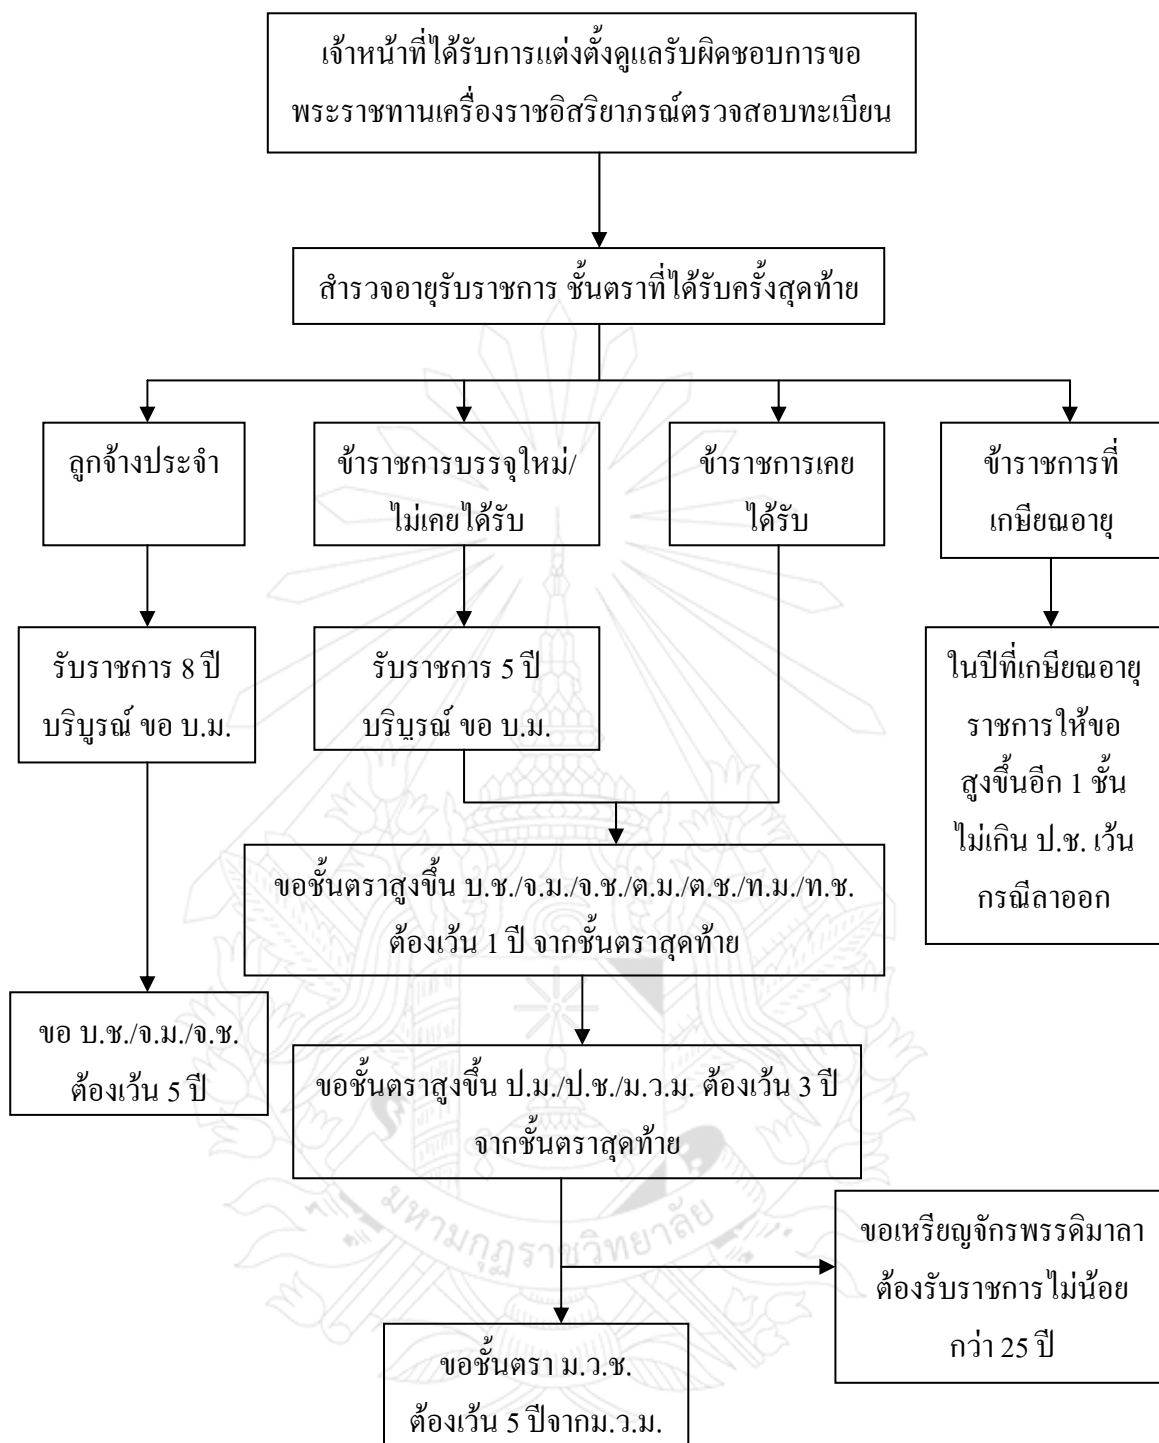 เจ้าหน้าที่ได้รับการแต่งตั้งดูแลรับผิดชอบการขอ
พระราชทานเครื่องราชอิสริยาภรณ์ตรวจสอบทะเบียน
สำรวจอายุรับราชการ ชั้นตราที่ได้รับครั้งสุดท้าย
ลูกจ้างประจำ
ข้าราชการบรรจุใหม่/
ไม่เคยได้รับ
ข้าราชการเคย
ได้รับ
ข้าราชการที่
เกษียณอายุ
รับราชการ 8 ปี
บริบูรณ์ ขอ บ.ม.
รับราชการ 5 ปี
บริบูรณ์ ขอ บ.ม.
ในปีที่เกษียณอายุ
ราชการให้ขอ
สูงขึ้นอีก 1 ชั้น
ไม่เกิน ป.ช. เว้น
กรณีลาออก
ขอชั้นตราสูงขึ้น บ.ช./จ.ม./จ.ช./ต.ม./ต.ช./ท.ม./ท.ช.
ต้องเว้น 1 ปี จากชั้นตราสุดท้าย
ขอ บ.ช./จ.ม./จ.ช.
ต้องเว้น 5 ปี
ขอชั้นตราสูงขึ้น ป.ม./ป.ช./ม.ว.ม. ต้องเว้น 3 ปี
จากชั้นตราสุดท้าย
มหามกุฏราชวิทยาลัย
ขอเหรียญจักรพรรดิมาลา
ต้องรับราชการไม่น้อย
กว่า 25 ปี
ขอชั้นตรา ม.ว.ช.
ต้องเว้น 5 ปีจากม.ว.ม.